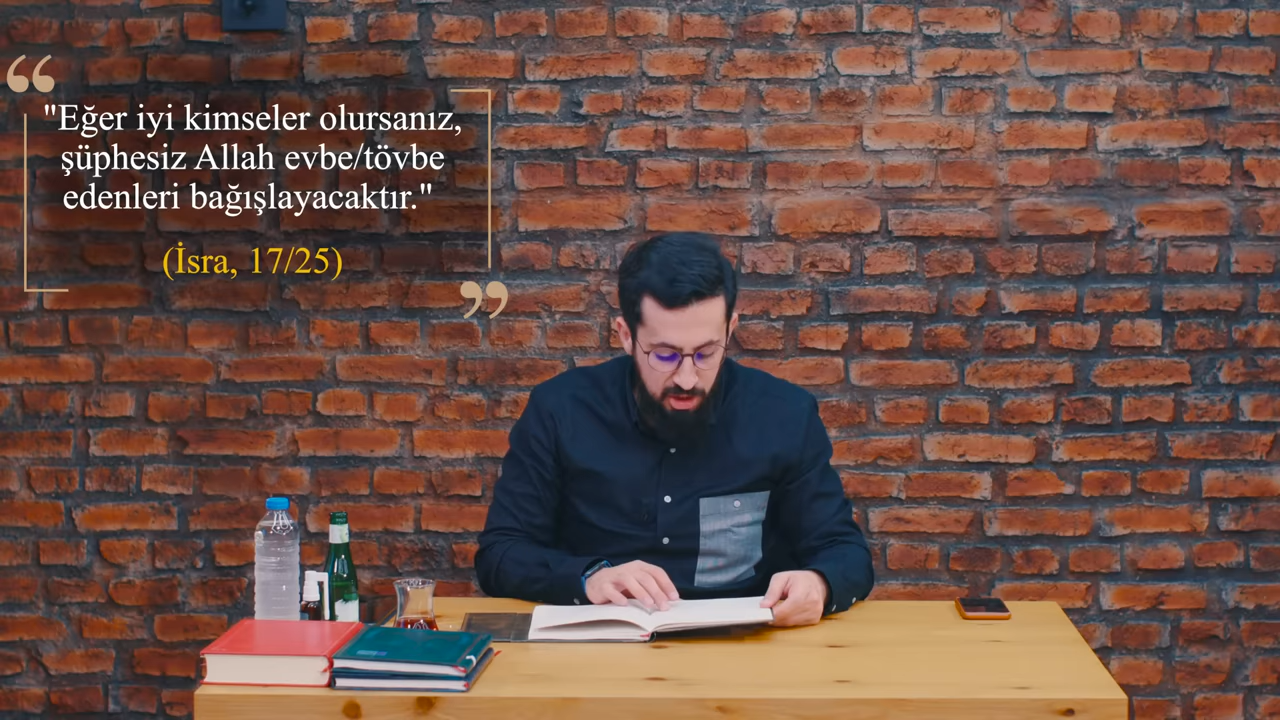 "Eğer iyi kimseler olursanız,
şüphesiz Allah evbe/tövbe
edenleri bağışlayacaktır."
(İsra, 17/25)